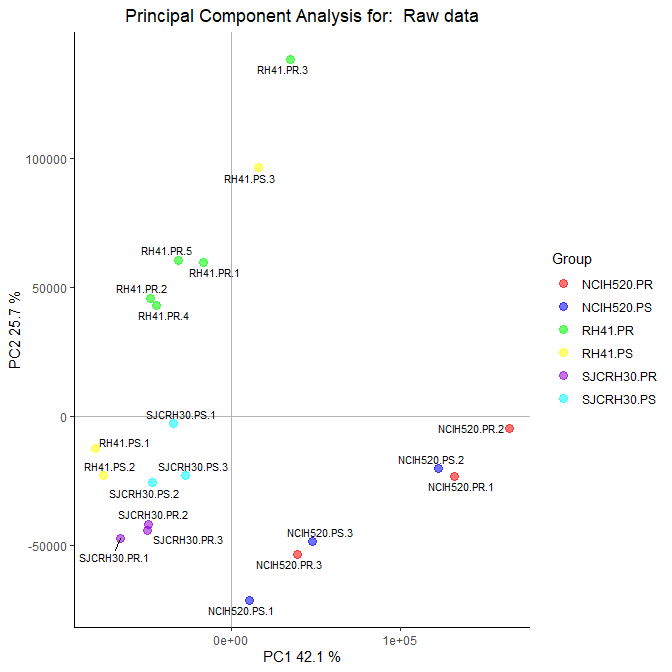 Principal Component Analysis for:  Raw data
RH41.PR.3
100000
RH41.PS.3
RH41.PR.5
RH41.PR.1
Group
NCIH520.PR
NCIH520.PS
RH41.PR
RH41.PS
SJCRH30.PR
SJCRH30.PS
50000
RH41.PR.2
RH41.PR.4
PC2 25.7 %
0
SJCRH30.PS.1
NCIH520.PR.2
RH41.PS.1
RH41.PS.2
SJCRH30.PS.3
NCIH520.PS.2
SJCRH30.PS.2
NCIH520.PR.1
SJCRH30.PR.2
SJCRH30.PR.3
-50000
SJCRH30.PR.1
NCIH520.PS.3
NCIH520.PR.3
NCIH520.PS.1
0e+00
1e+05
PC1 42.1 %